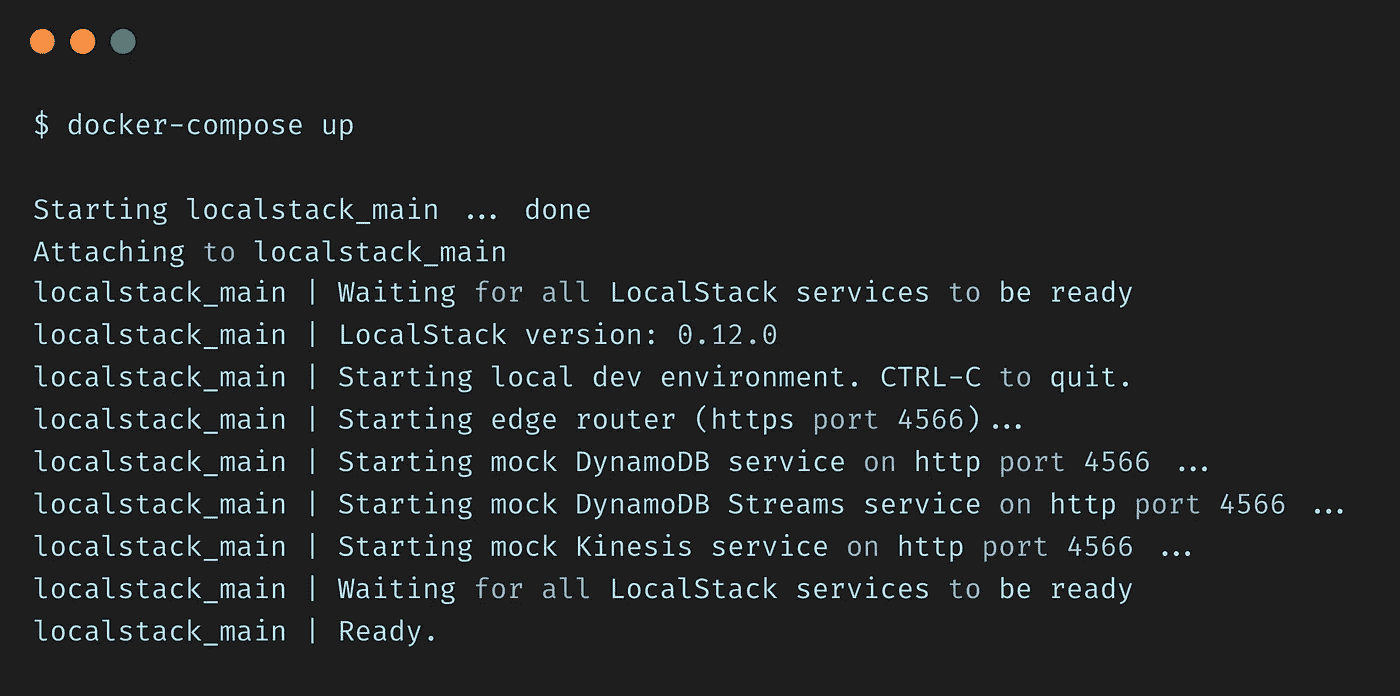 $ docker-compose up
Starting localstack_main ... done
Attaching to localstack_main
localstack_main | Waiting for all LocalStack services to be ready
localstack_main | LocalStack version: 0.12.0
localstack_main | Starting local dev environment. CTRL-C to quit.
localstack_main | Starting edge router (https port 4566)...
localstack_main | Starting mock DynamoDB service on http port 4566 ...
localstack_main | Starting mock DynamoDB Streams service on http port 4566 ...
localstack_main | Starting mock Kinesis service on http port 4566 ...
localstack_main | Waiting for all LocalStack services to be ready
localstack_main | Ready.